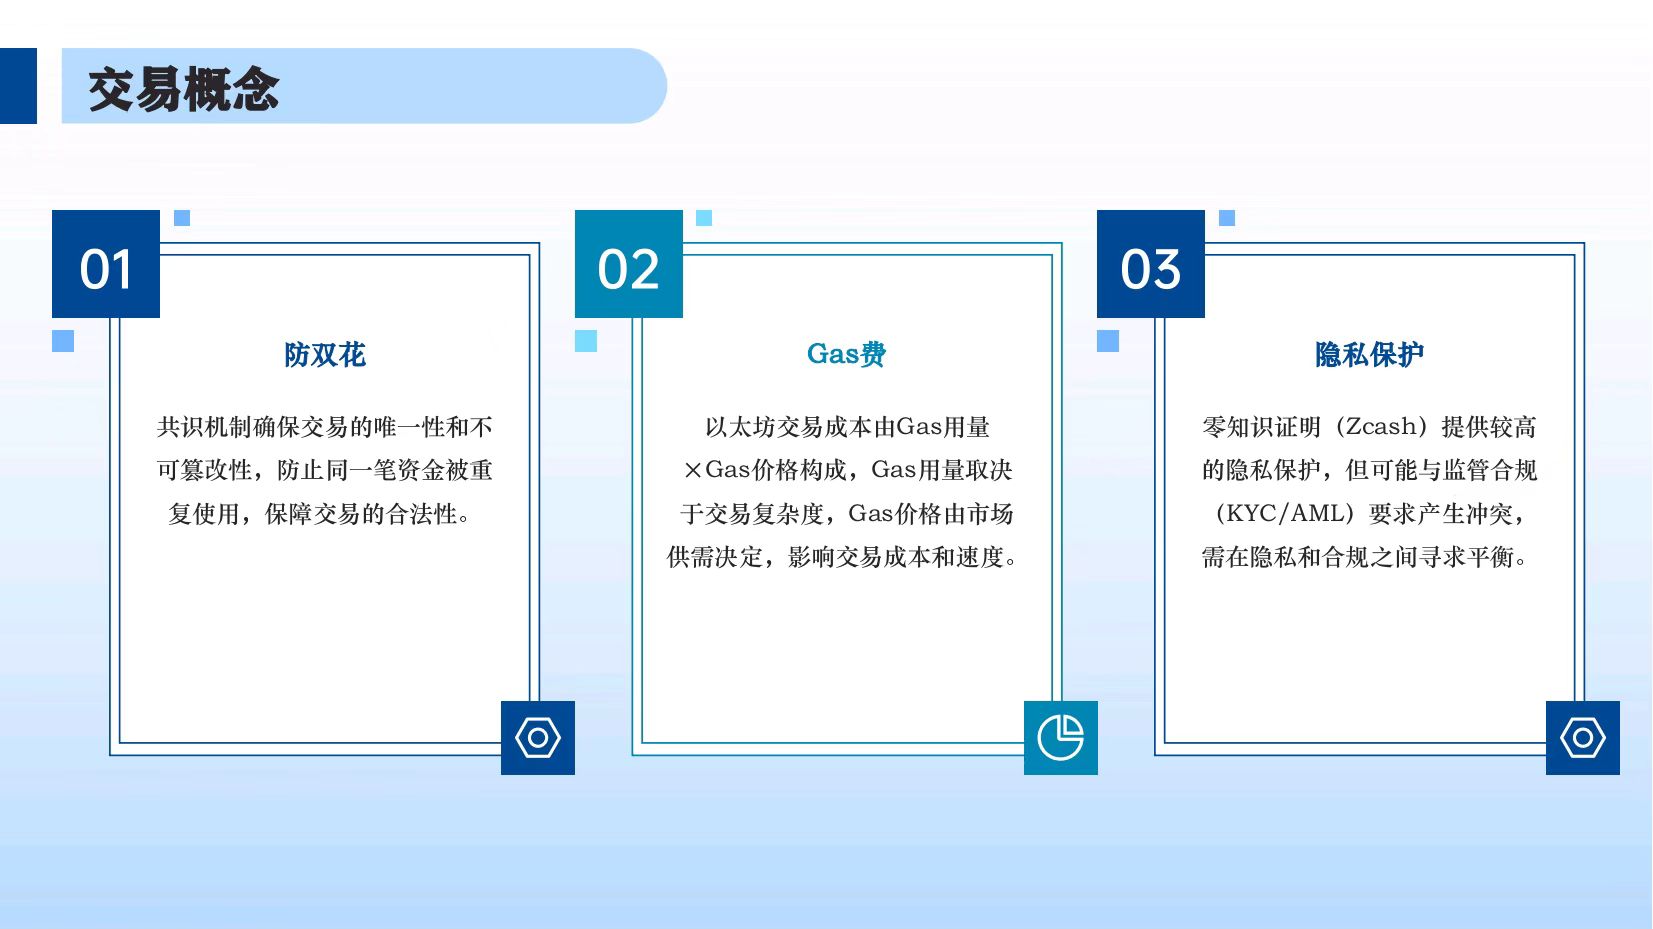 交易概念
01
防双花
共识机制确保交易的唯一性和不
可篡改性，防止同一笔资金被重
复使用，保障交易的合法性。
02
Gas费
以太坊交易成本由Gas用量
×Gas价格构成，Gas用量取决
于交易复杂度，Gas价格由市场
供需决定，影响交易成本和速度。
03
隐私保护
零知识证明（Zcash）提供较高
的隐私保护，但可能与监管合规
（KYC/AML）要求产生冲突，
需在隐私和合规之间寻求平衡。